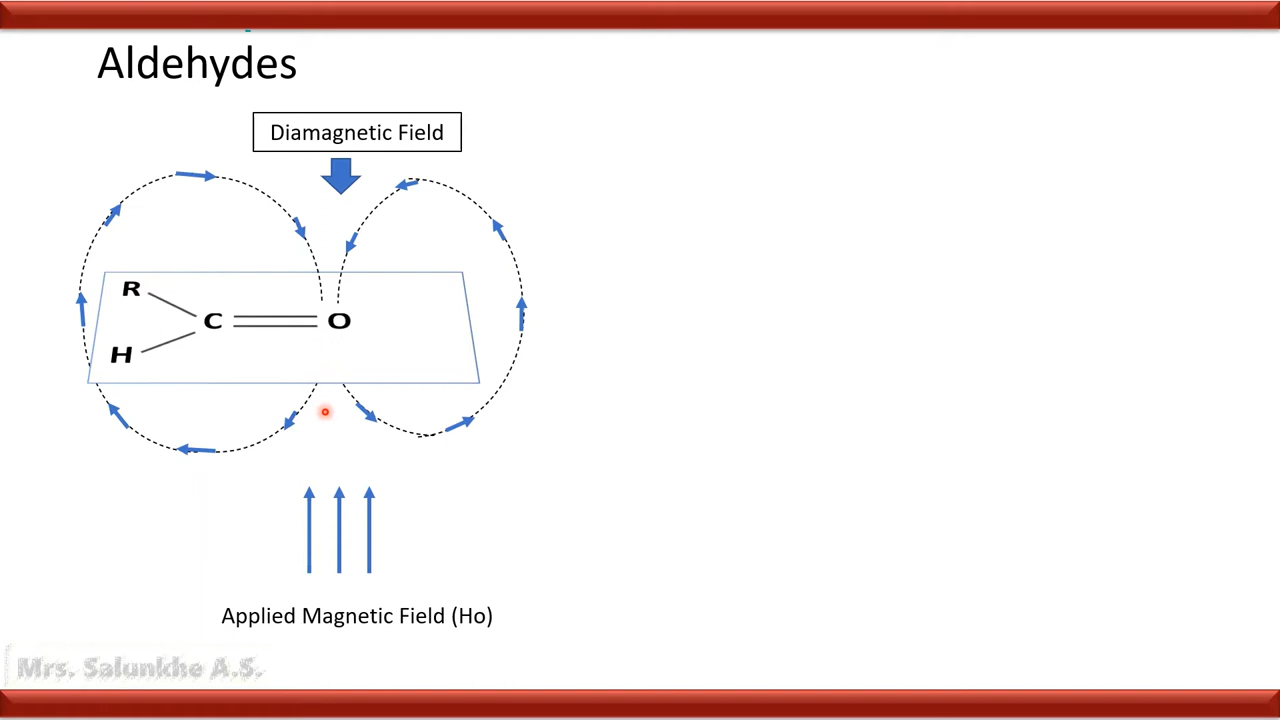 Aldehydes
Diamagnetic Field
R
C
O
H
Applied Magnetic Field (Ho)
Mrs. Salunkhe A.S.